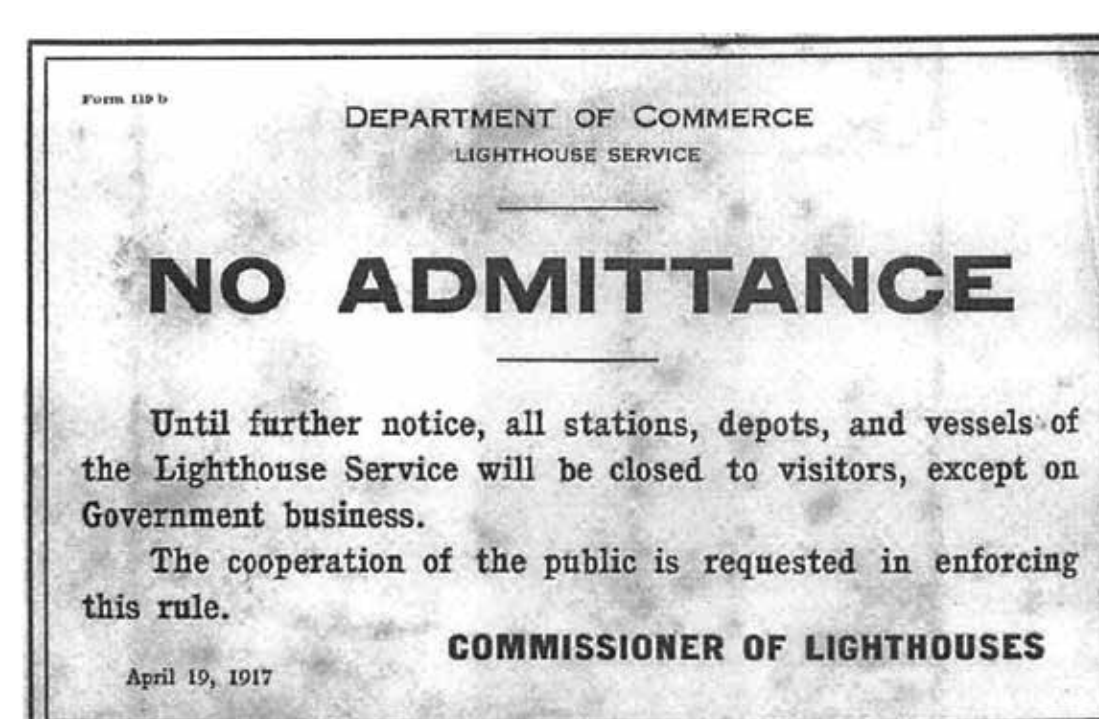 Form 119 b
DEPARTMENT OF COMMERCE
LIGHTHOUSE SERVICE
NO ADMITTANCE
Until further notice, all stations, depots, and vessels of
the Lighthouse Service will be closed to visitors, except on
Government business.
The cooperation of the public is requested in enforcing
this rule.
COMMISSIONER OF LIGHTHOUSES
April 19, 1917